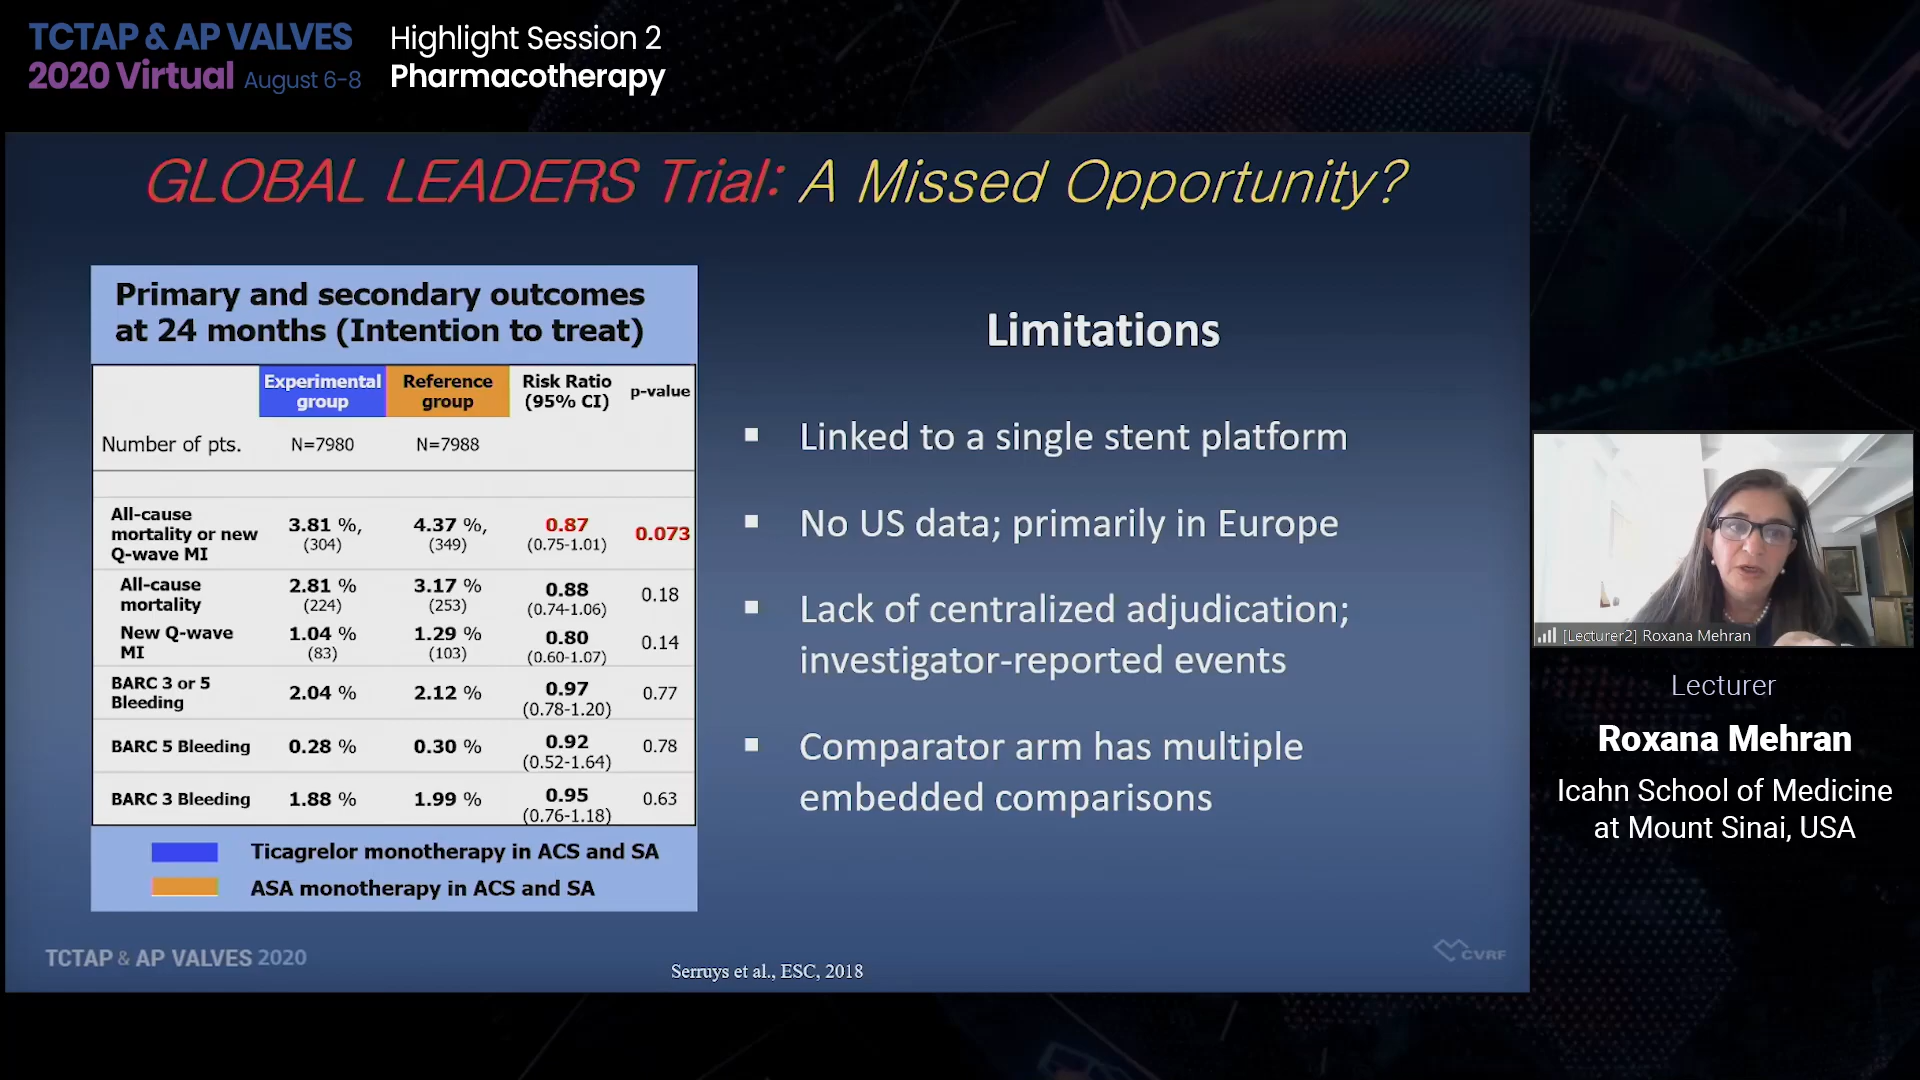 TCTAP & AP VALVES
2020 Virtual August 6-8
Highlight Session 2
Pharmacotherapy
GLOBAL LEADERS Trial: A Missed Opportunity?
Primary and secondary outcomes
at 24 months (Intention to treat)
Experimental group Reference group Risk Ratio (95% CI) p-value
Number of pts. N=7980 N=7988
All-cause mortality or new Q-wave MI 3.81 %, (304) 4.37 %, (349) 0.87 (0.75-1.01) 0.073
All-cause mortality 2.81 % (224) 3.17 % (253) 0.88 (0.74-1.06) 0.18
New Q-wave MI 1.04 % (83) 1.29 % (103) 0.80 (0.60-1.07) 0.14
BARC 3 or 5 Bleeding 2.04 % 2.12 % 0.97 (0.78-1.20) 0.77
BARC 5 Bleeding 0.28 % 0.30 % 0.92 (0.52-1.64) 0.78
BARC 3 Bleeding 1.88 % 1.99 % 0.95 (0.76-1.18) 0.63
Ticagrelor monotherapy in ACS and SA
ASA monotherapy in ACS and SA
Limitations
▪ Linked to a single stent platform
▪ No US data; primarily in Europe
▪ Lack of centralized adjudication;
investigator-reported events
▪ Comparator arm has multiple
embedded comparisons
TCTAP & AP VALVES 2020
Serruys et al., ESC, 2018
CVRF
[Lecturer2] Roxana Mehran
Lecturer
Roxana Mehran
Icahn School of Medicine
at Mount Sinai, USA